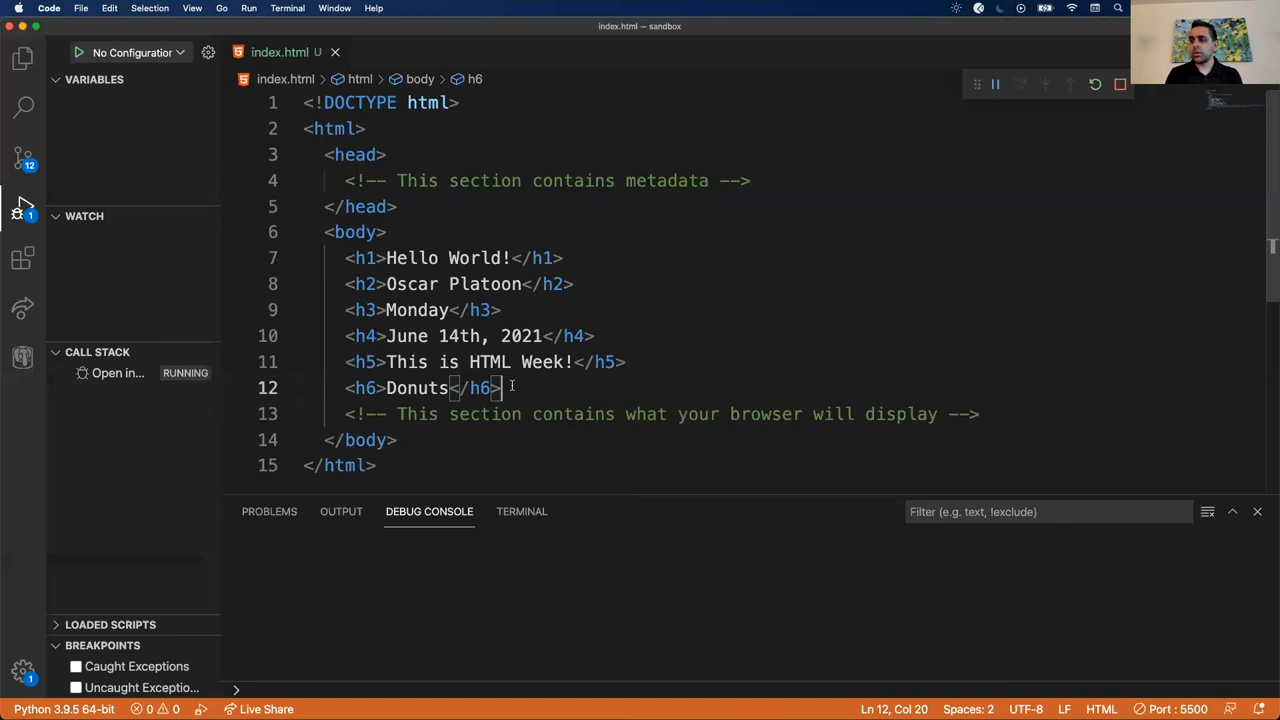 Code File Edit Selection View Go Run Terminal Window Help
index.html — sandbox
No Configuration
index.html U
index.html > html > body > h6
VARIABLES
WATCH
CALL STACK
Open in... RUNNING
LOADED SCRIPTS
BREAKPOINTS
Caught Exceptions
Uncaught Exceptio...
12
1
1
1 <!DOCTYPE html>
2 <html>
3 <head>
4 <!-- This section contains metadata -->
5 </head>
6 <body>
7 <h1>Hello World!</h1>
8 <h2>Oscar Platoon</h2>
9 <h3>Monday</h3>
10 <h4>June 14th, 2021</h4>
11 <h5>This is HTML Week!</h5>
12 <h6>Donuts</h6>
13 <!-- This section contains what your browser will display -->
14 </body>
15 </html>
PROBLEMS OUTPUT DEBUG CONSOLE TERMINAL
Filter (e.g. text, !exclude)
Python 3.9.5 64-bit 0 0 Live Share Ln 12, Col 20 Spaces: 2 UTF-8 LF HTML Port : 5500